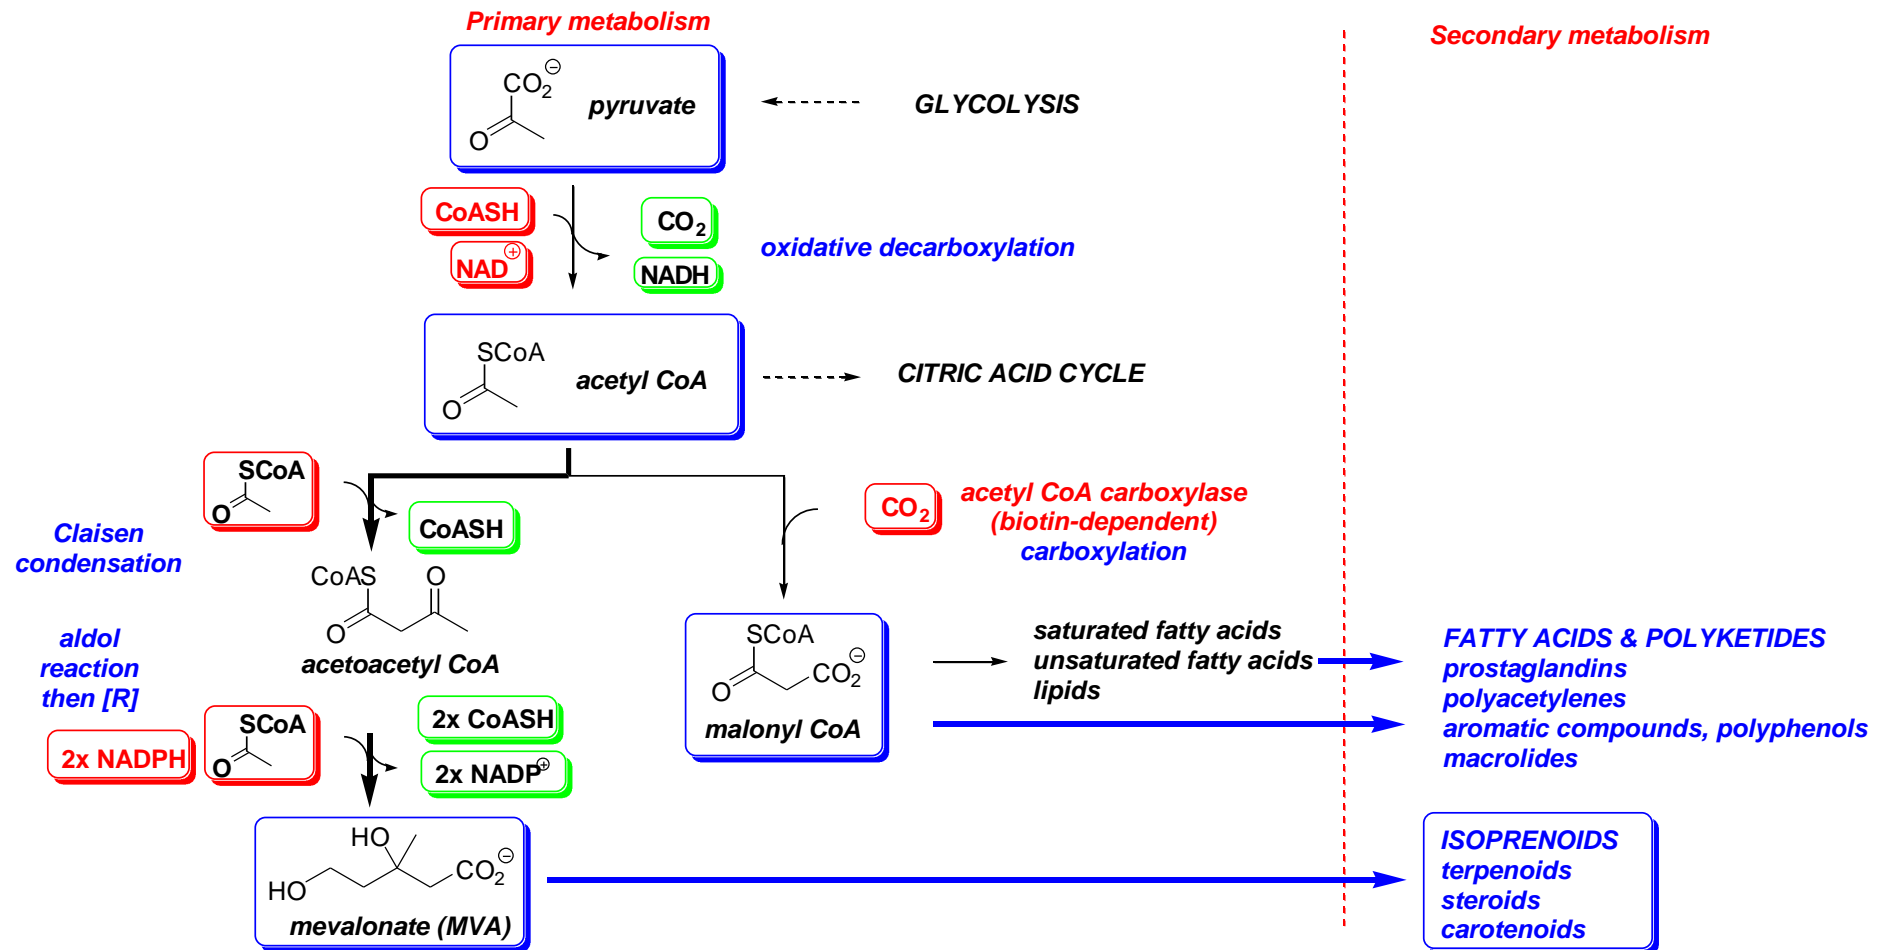 Primary metabolism
Secondary metabolism
CO2⊖
O
pyruvate
GLYCOLYSIS
CoASH
NAD⊕
CO2
NADH
oxidative decarboxylation
SCoA
O
acetyl CoA
CITRIC ACID CYCLE
SCoA
O
CoASH
Claisen
condensation
CO2
acetyl CoA carboxylase
(biotin-dependent)
carboxylation
CoAS
O
O
acetoacetyl CoA
aldol
reaction
then [R]
SCoA
O
CO2⊖
malonyl CoA
saturated fatty acids
unsaturated fatty acids
lipids
FATTY ACIDS & POLYKETIDES
prostaglandins
polyacetylenes
aromatic compounds, polyphenols
macrolides
2x NADPH
SCoA
O
2x CoASH
2x NADP⊕
HO
HO
CO2⊖
mevalonate (MVA)
ISOPRENOIDS
terpenoids
steroids
carotenoids